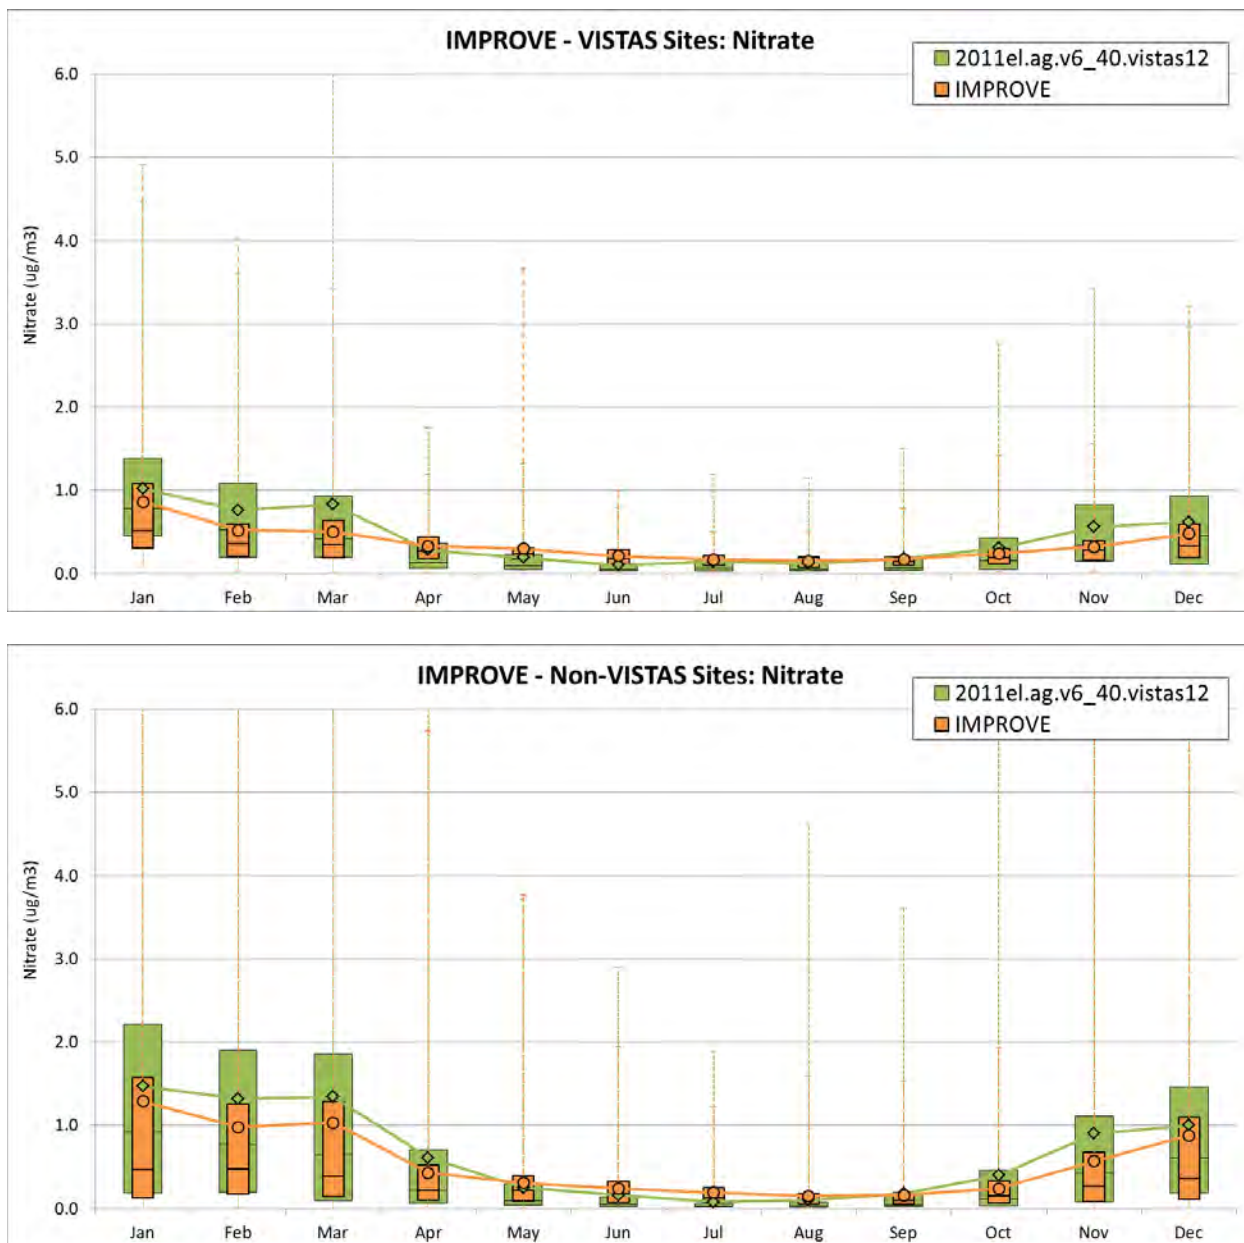 IMPROVE - VISTAS Sites: Nitrate
2011el.ag.v6_40.vistas12
IMPROVE
6.0
5.0
4.0
3.0
2.0
1.0
0.0
Nitrate (ug/m3)
Jan Feb Mar Apr May Jun Jul Aug Sep Oct Nov Dec
IMPROVE - Non-VISTAS Sites: Nitrate
2011el.ag.v6_40.vistas12
IMPROVE
6.0
5.0
4.0
3.0
2.0
1.0
0.0
Nitrate (ug/m3)
Jan Feb Mar Apr May Jun Jul Aug Sep Oct Nov Dec